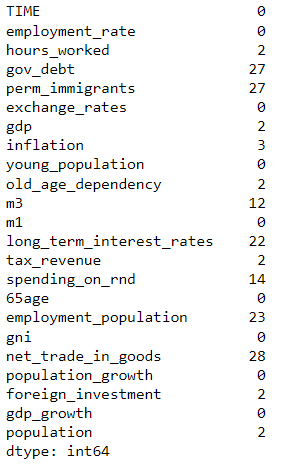 TIME 0
employment_rate 0
hours_worked 2
gov_debt 27
perm_immigrants 27
exchange_rates 0
gdp 2
inflation 3
young_population 0
old_age_dependency 2
m3 12
m1 0
long_term_interest_rates 22
tax_revenue 2
spending_on_rnd 14
65age 0
employment_population 23
gni 0
net_trade_in_goods 28
population_growth 0
foreign_investment 2
gdp_growth 0
population 2
dtype: int64